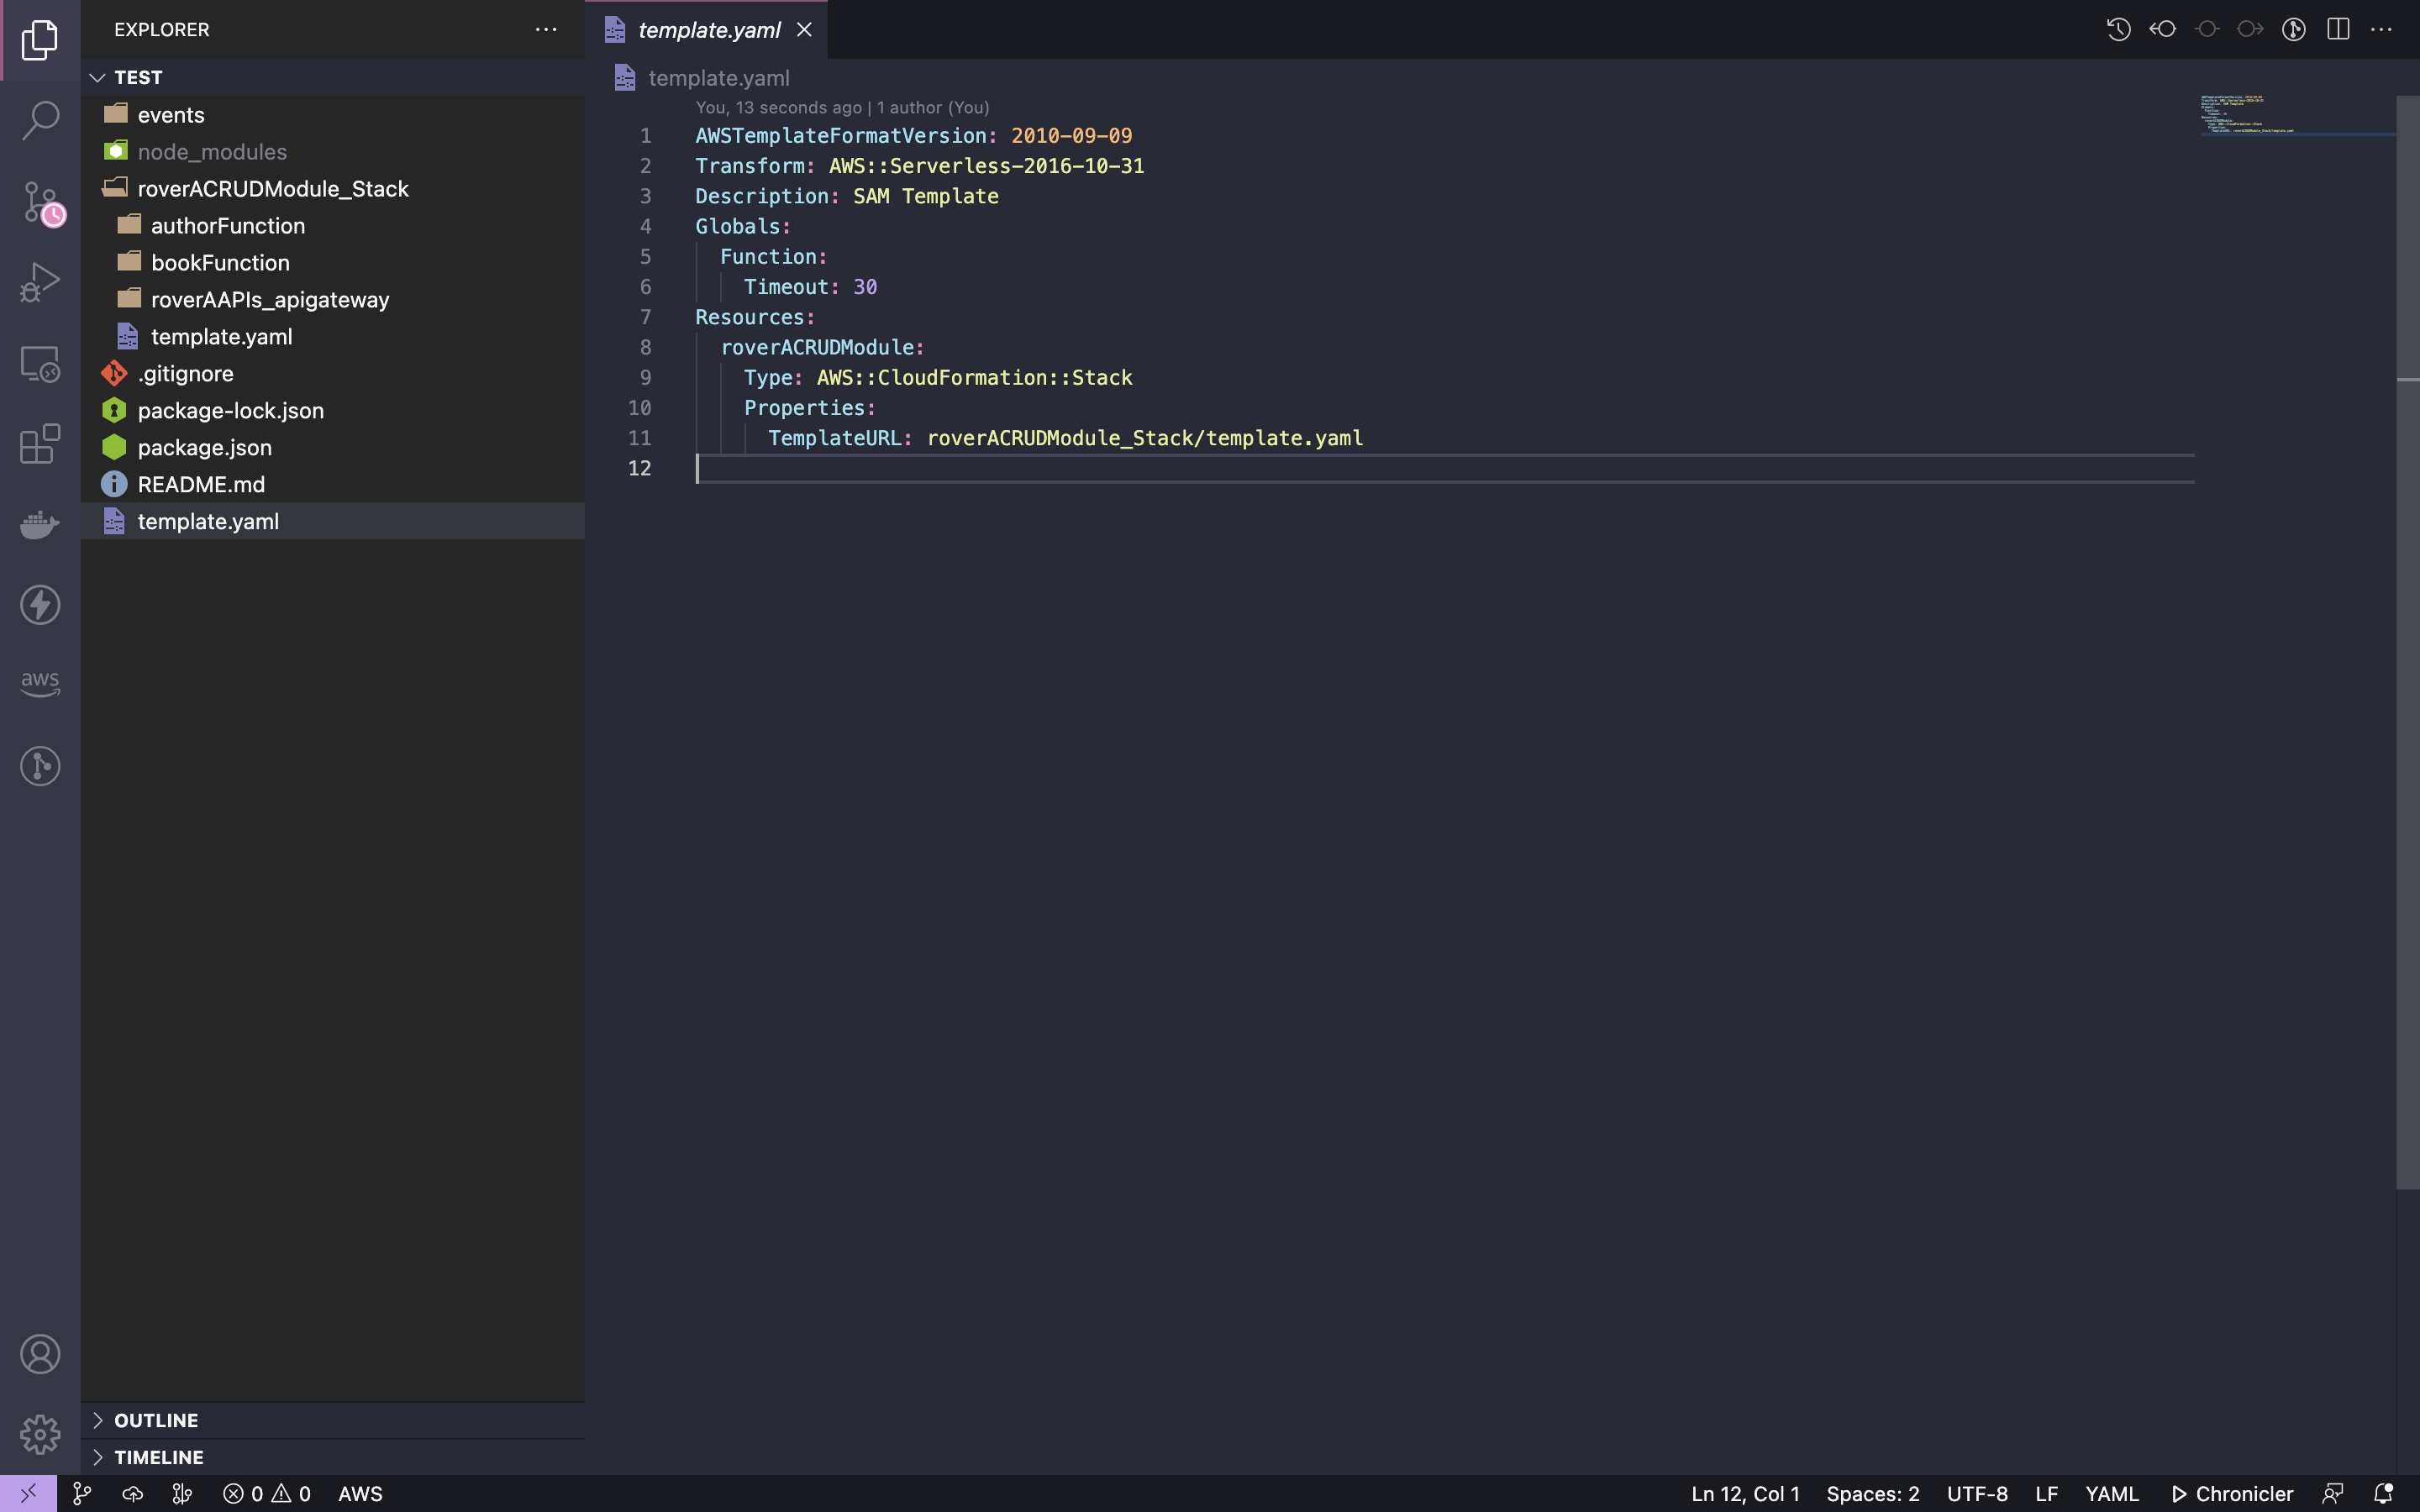 EXPLORER
TEST
events
node_modules
roverACRUDModule_Stack
authorFunction
bookFunction
roverAAPIs_apigateway
template.yaml
.gitignore
package-lock.json
package.json
README.md
template.yaml
OUTLINE
TIMELINE
aws
template.yaml
template.yaml
You, 13 seconds ago | 1 author (You)
1 AWSTemplateFormatVersion: 2010-09-09
2 Transform: AWS::Serverless-2016-10-31
3 Description: SAM Template
4 Globals:
5 Function:
6 Timeout: 30
7 Resources:
8 roverACRUDModule:
9 Type: AWS::CloudFormation::Stack
10 Properties:
11 TemplateURL: roverACRUDModule_Stack/template.yaml
12
0 0 AWS
Ln 12, Col 1 Spaces: 2 UTF-8 LF YAML Chronicler